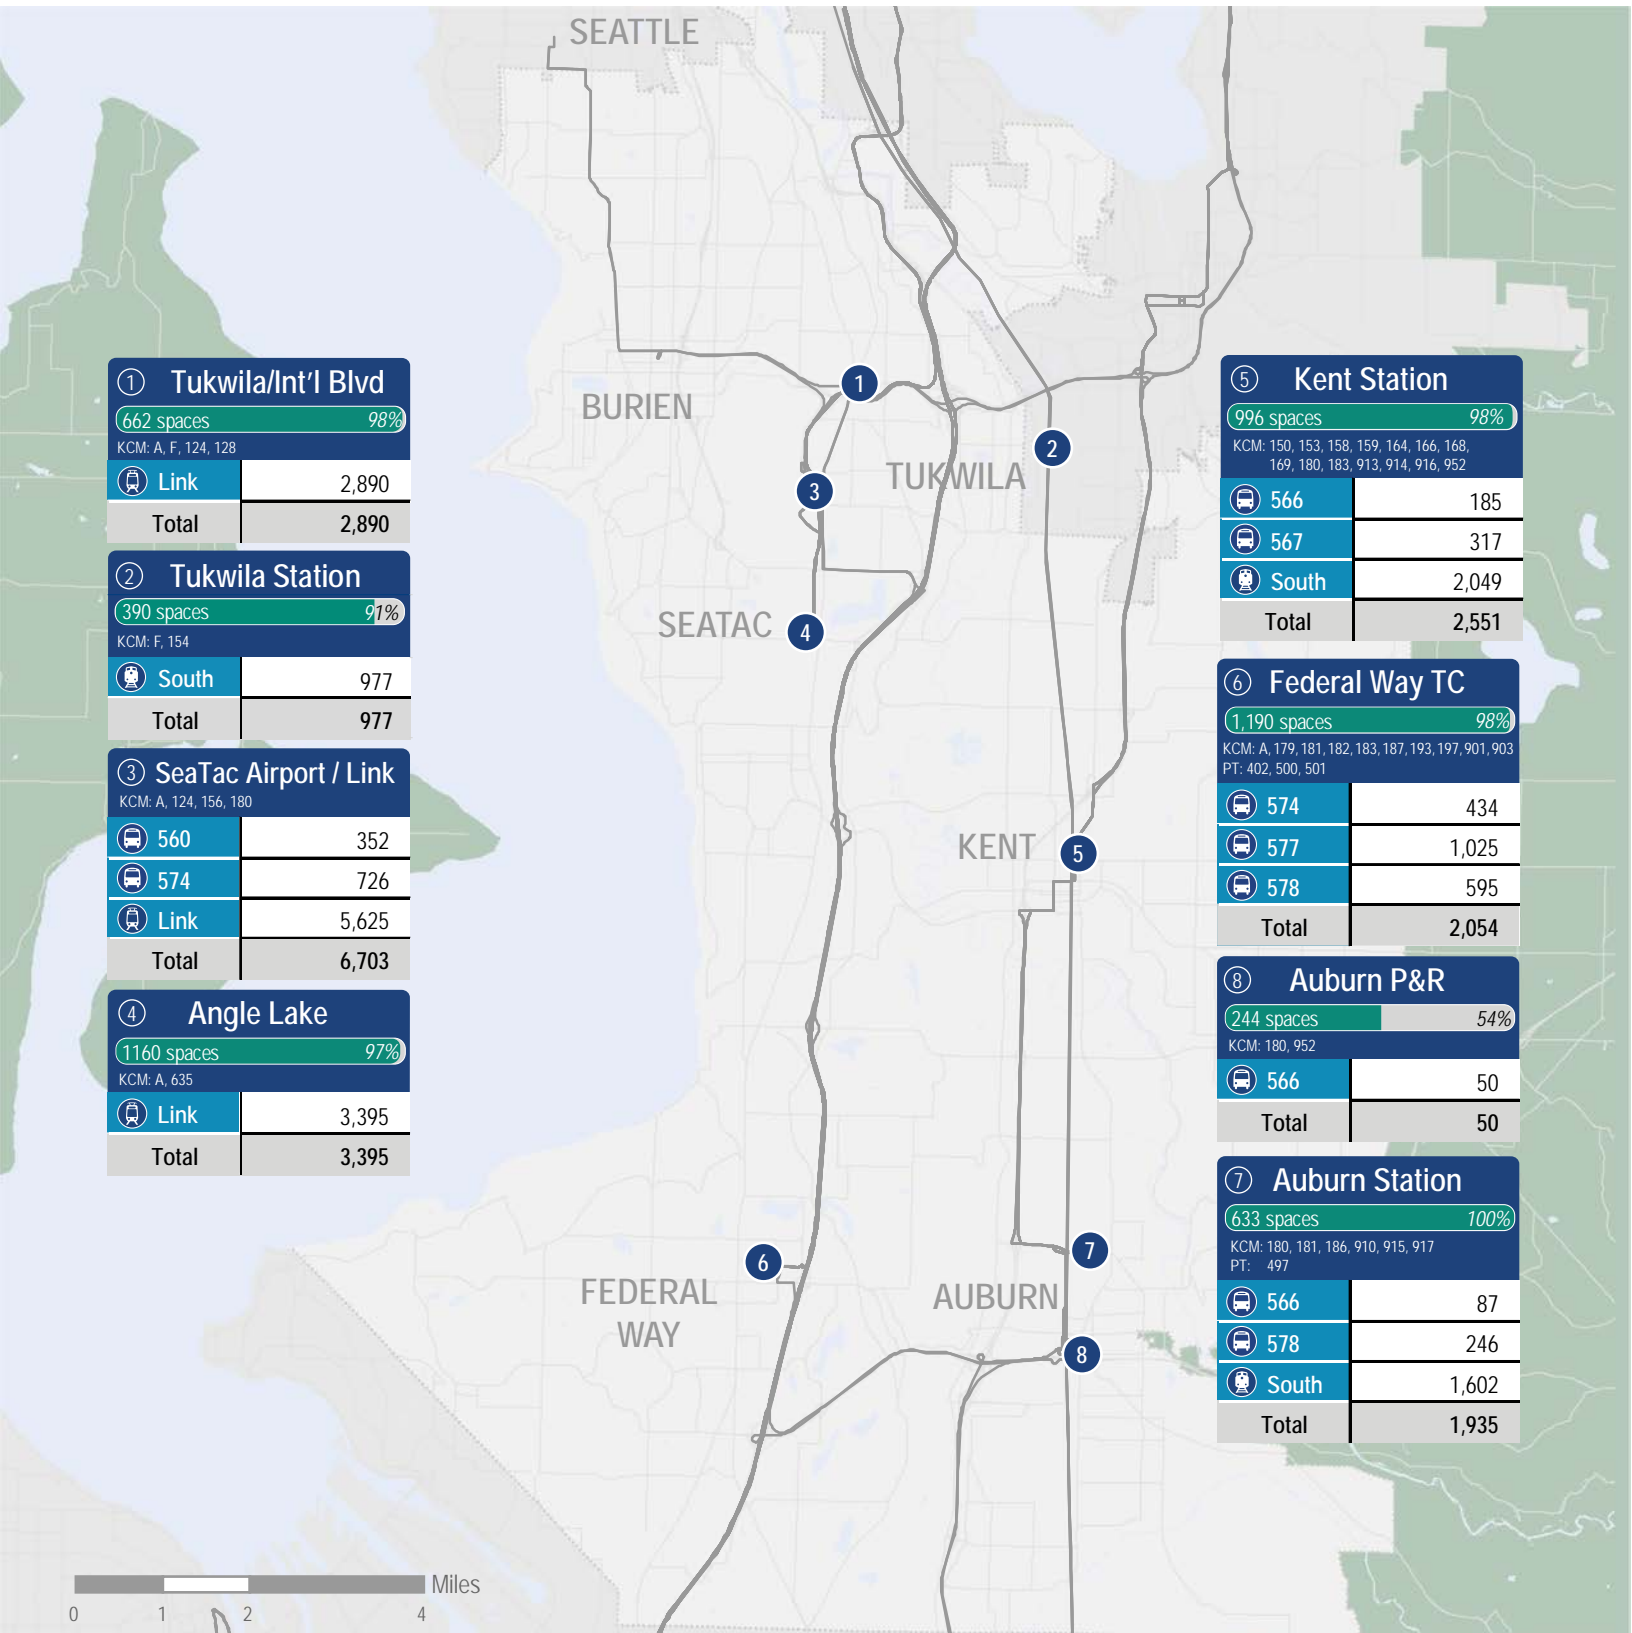 SEATTLE
BURIEN
TUKWILA
SEATAC
KENT
FEDERAL
WAY
AUBURN
1
2
3
4
5
6
7
8
1 Tukwila/Int'l Blvd
662 spaces 98%
KCM: A, F, 124, 128
Link 2,890
Total 2,890
2 Tukwila Station
390 spaces 91%
KCM: F, 154
South 977
Total 977
3 SeaTac Airport / Link
KCM: A, 124, 156, 180
560 352
574 726
Link 5,625
Total 6,703
4 Angle Lake
1160 spaces 97%
KCM: A, 635
Link 3,395
Total 3,395
5 Kent Station
996 spaces 98%
KCM: 150, 153, 158, 159, 164, 166, 168,
169, 180, 183, 913, 914, 916, 952
566 185
567 317
South 2,049
Total 2,551
6 Federal Way TC
1,190 spaces 98%
KCM: A, 179, 181, 182, 183, 187, 193, 197, 901, 903
PT: 402, 500, 501
574 434
577 1,025
578 595
Total 2,054
8 Auburn P&R
244 spaces 54%
KCM: 180, 952
566 50
Total 50
7 Auburn Station
633 spaces 100%
KCM: 180, 181, 186, 910, 915, 917
PT: 497
566 87
578 246
South 1,602
Total 1,935
Miles
0 1 2 4